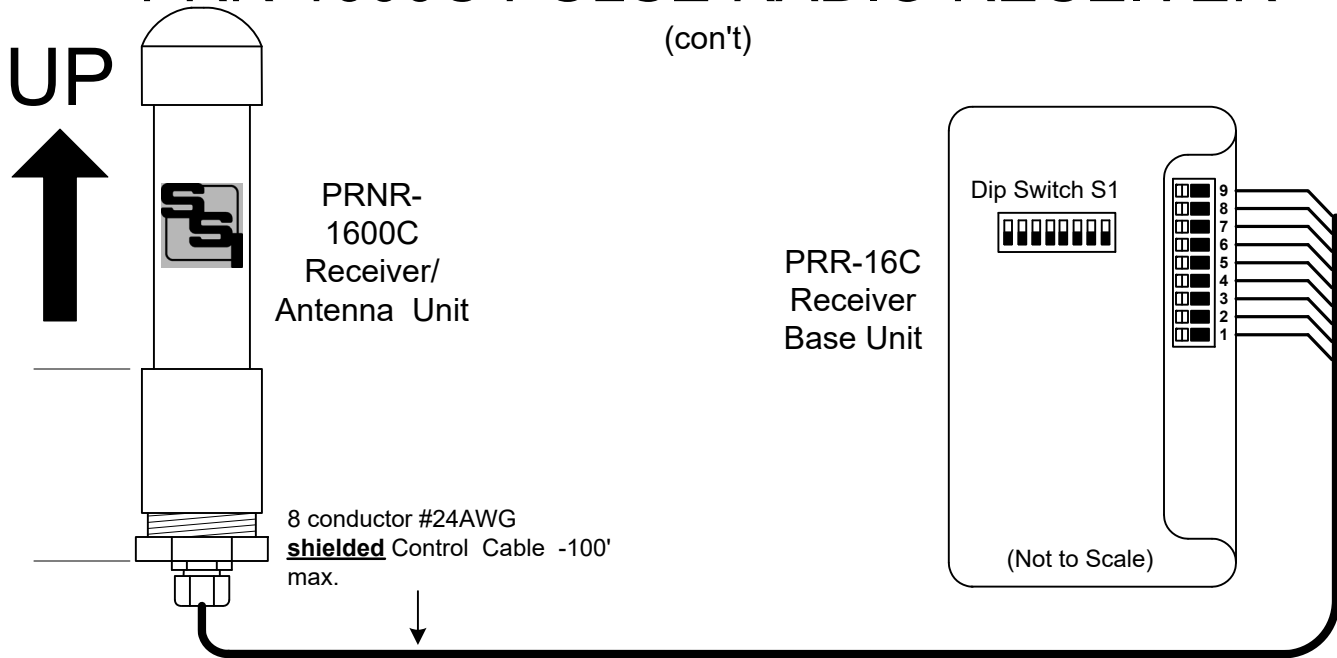 (con't)
UP
PRNR-
1600C
Receiver/
Antenna Unit
8 conductor #24AWG
shielded Control Cable -100'
max.
Dip Switch S1
PRR-16C
Receiver
Base Unit
9
8
7
6
5
4
3
2
1
(Not to Scale)
SSI